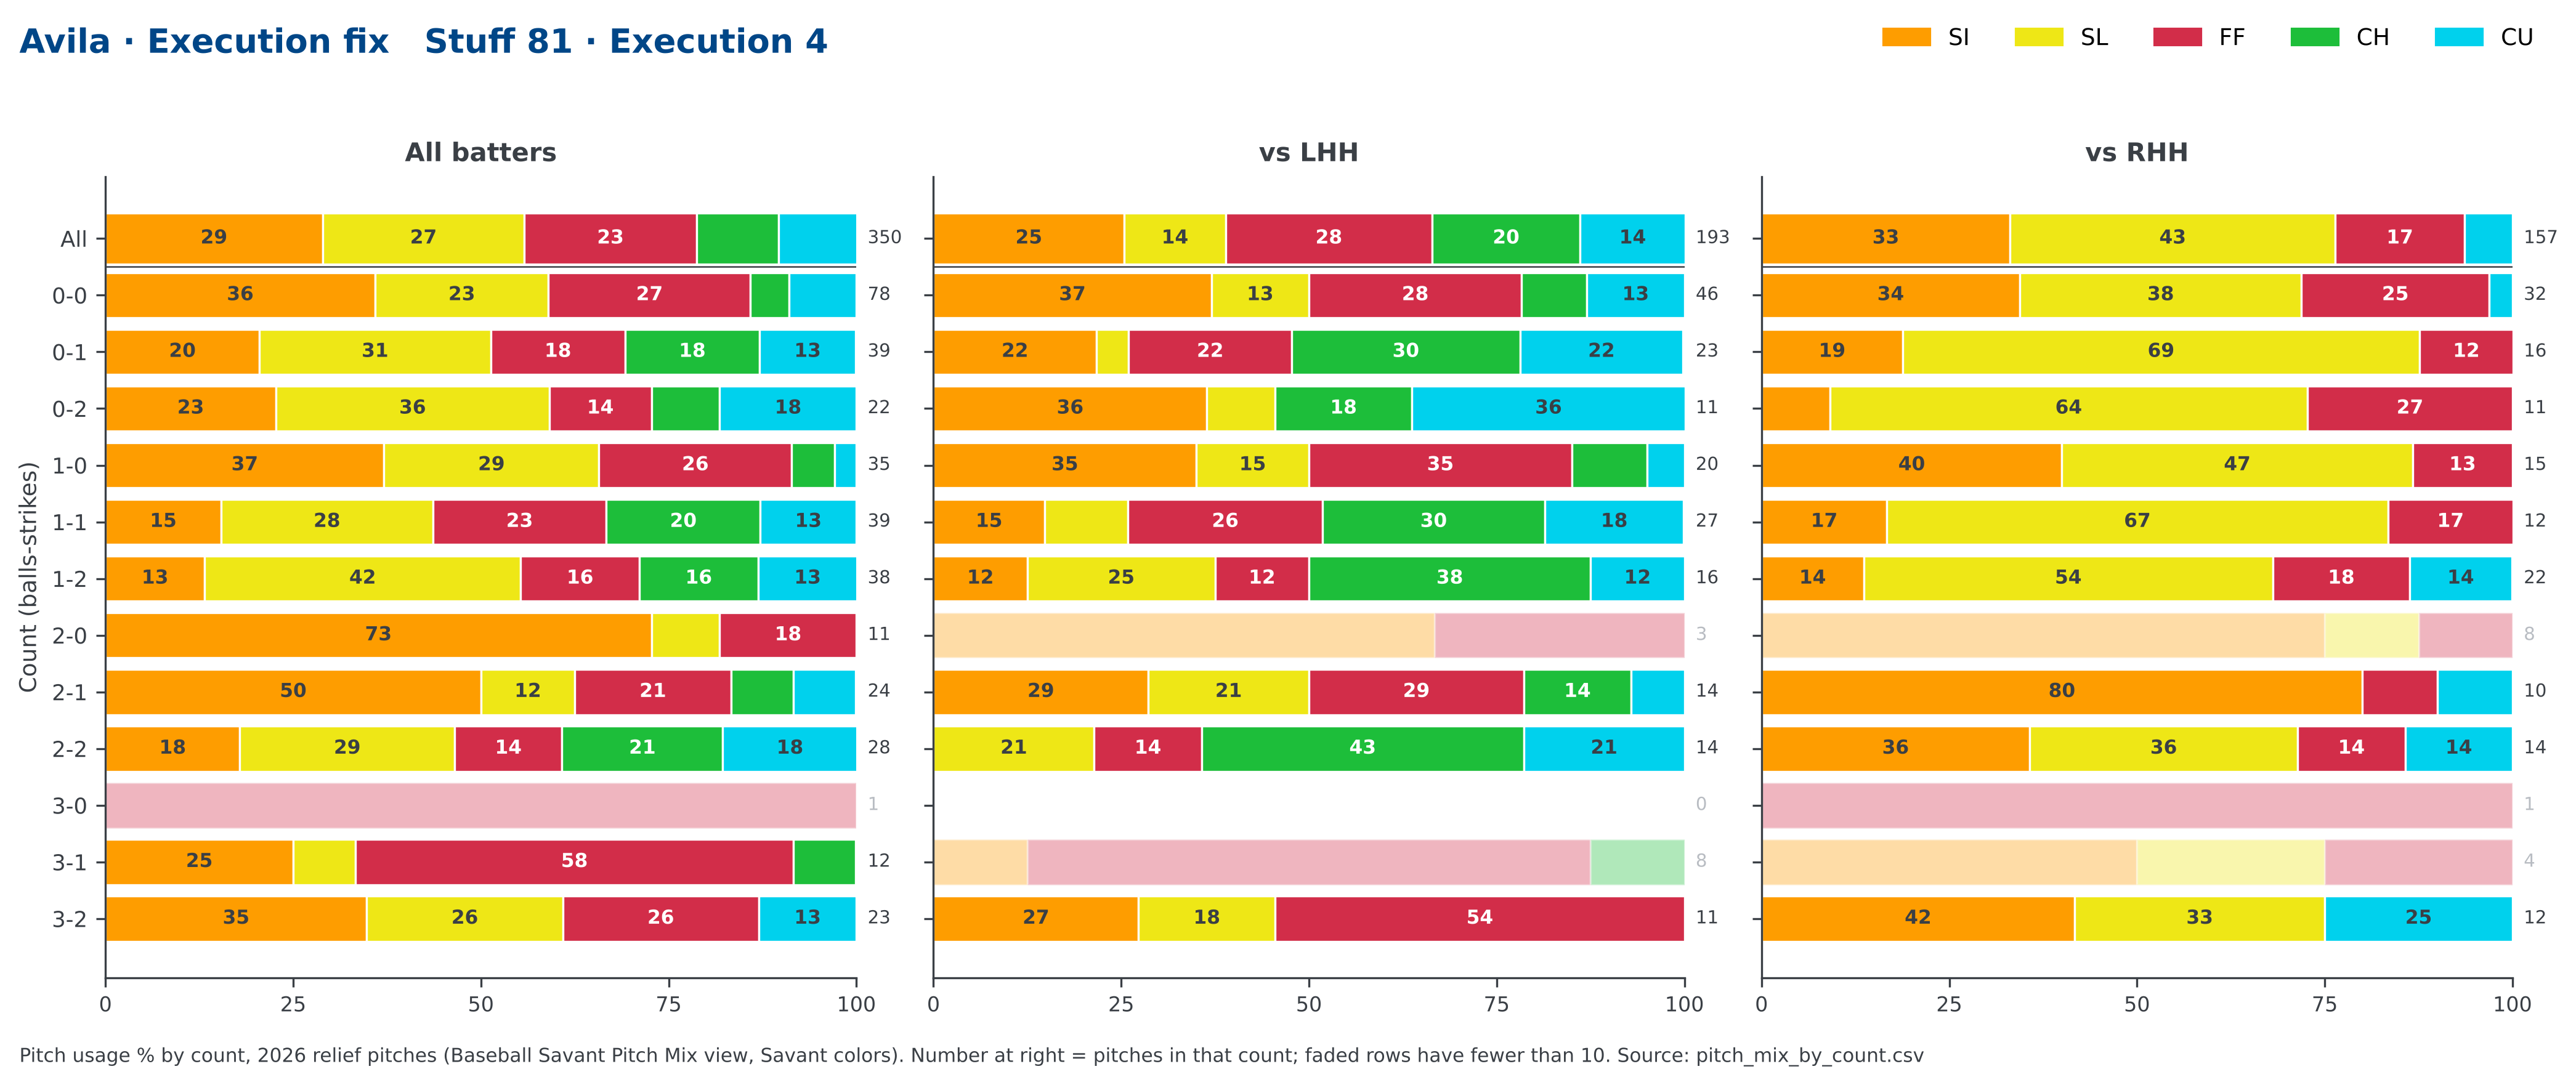 Avila · Execution fix   Stuff 81 · Execution 4
SI SL FF CH CU
All batters vs LHH vs RHH
Count (balls-strikes)
All 29 27 23 350 25 14 28 20 14 193 33 43 17 157
0-0 36 23 27 78 37 13 28 13 46 34 38 25 32
0-1 20 31 18 18 13 39 22 22 30 22 23 19 69 12 16
0-2 23 36 14 18 22 36 18 36 11 64 27 11
1-0 37 29 26 35 35 15 35 20 40 47 13 15
1-1 15 28 23 20 13 39 15 26 30 18 27 17 67 17 12
1-2 13 42 16 16 13 38 12 25 12 38 12 16 14 54 18 14 22
2-0 73 18 11 3 8
2-1 50 12 21 24 29 21 29 14 14 80 10
2-2 18 29 14 21 18 28 21 14 43 21 14 36 36 14 14 14
3-0 1 0 1
3-1 25 58 12 8 4
3-2 35 26 26 13 23 27 18 54 11 42 33 25 12
0 25 50 75 100 0 25 50 75 100 0 25 50 75 100
Pitch usage % by count, 2026 relief pitches (Baseball Savant Pitch Mix view, Savant colors). Number at right = pitches in that count; faded rows have fewer than 10. Source: pitch_mix_by_count.csv